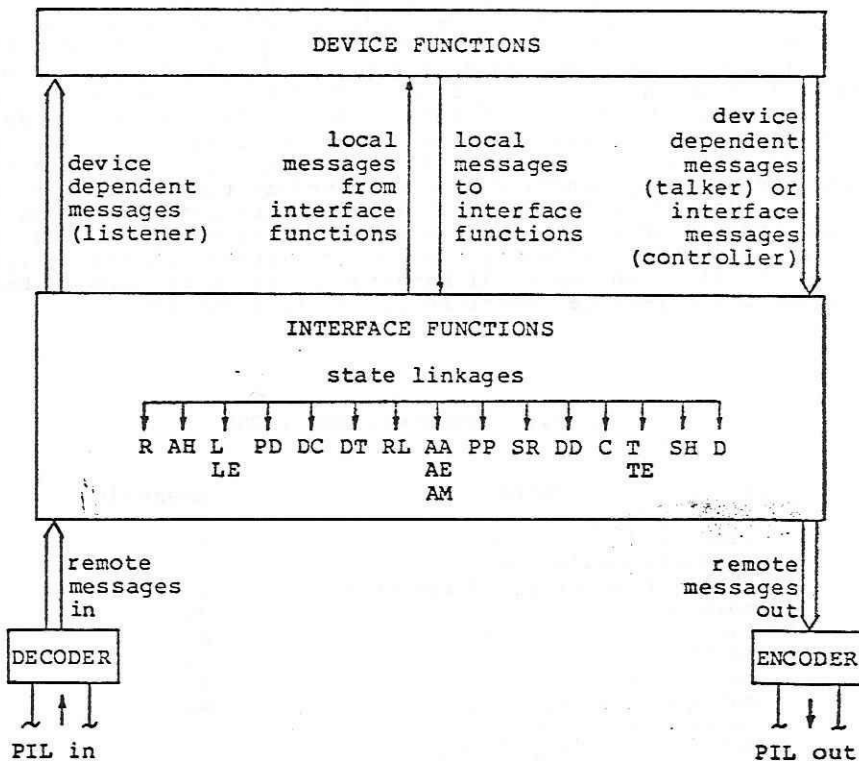 DEVICE FUNCTIONS
device
dependent
messages
(listener)
local
messages
from
interface
functions
local
messages
to
interface
functions
device
dependent
messages
(talker) or
interface
messages
(controller)
INTERFACE FUNCTIONS
state linkages
R AH L PD DC DT RL AA PP SR DD C T SH D
LE AE TE
AM
remote
messages
in
remote
messages
out
DECODER
ENCODER
PIL in
PIL out